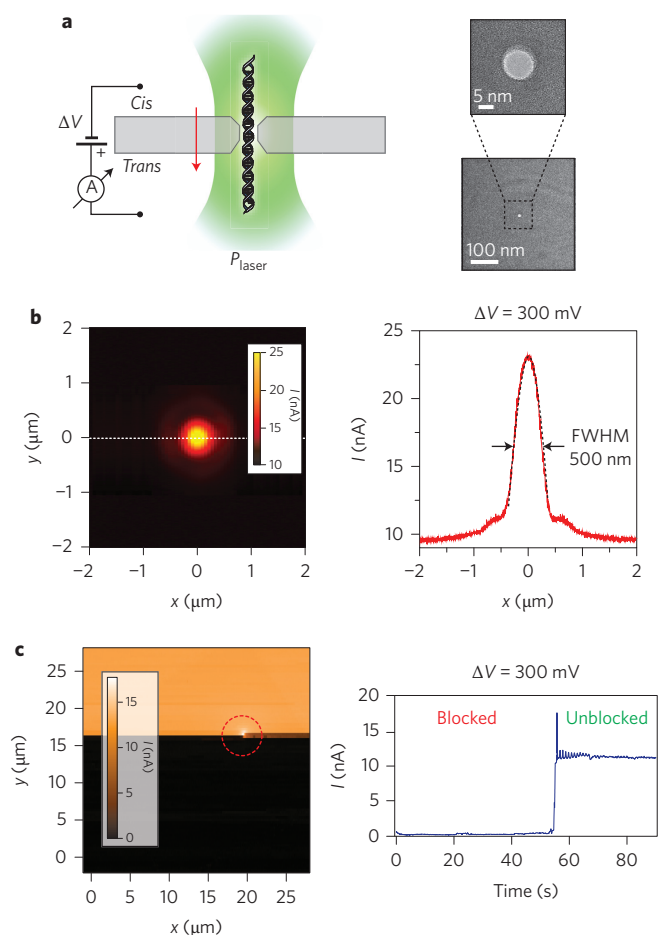 a
ΔV
Cis
+
Trans
A
P laser
5 nm
100 nm
b
2
1
0
−1
−2
y (μm)
−2
−1
0
1
2
x (μm)
25
20
15
10
I (nA)
ΔV = 300 mV
25
20
15
10
I (nA)
FWHM
500 nm
−2
−1
0
1
2
x (μm)
c
25
20
15
10
5
0
y (μm)
0
5
10
15
20
25
x (μm)
15
10
5
0
I (nA)
ΔV = 300 mV
20
15
10
5
0
I (nA)
Blocked
Unblocked
0
20
40
60
80
Time (s)